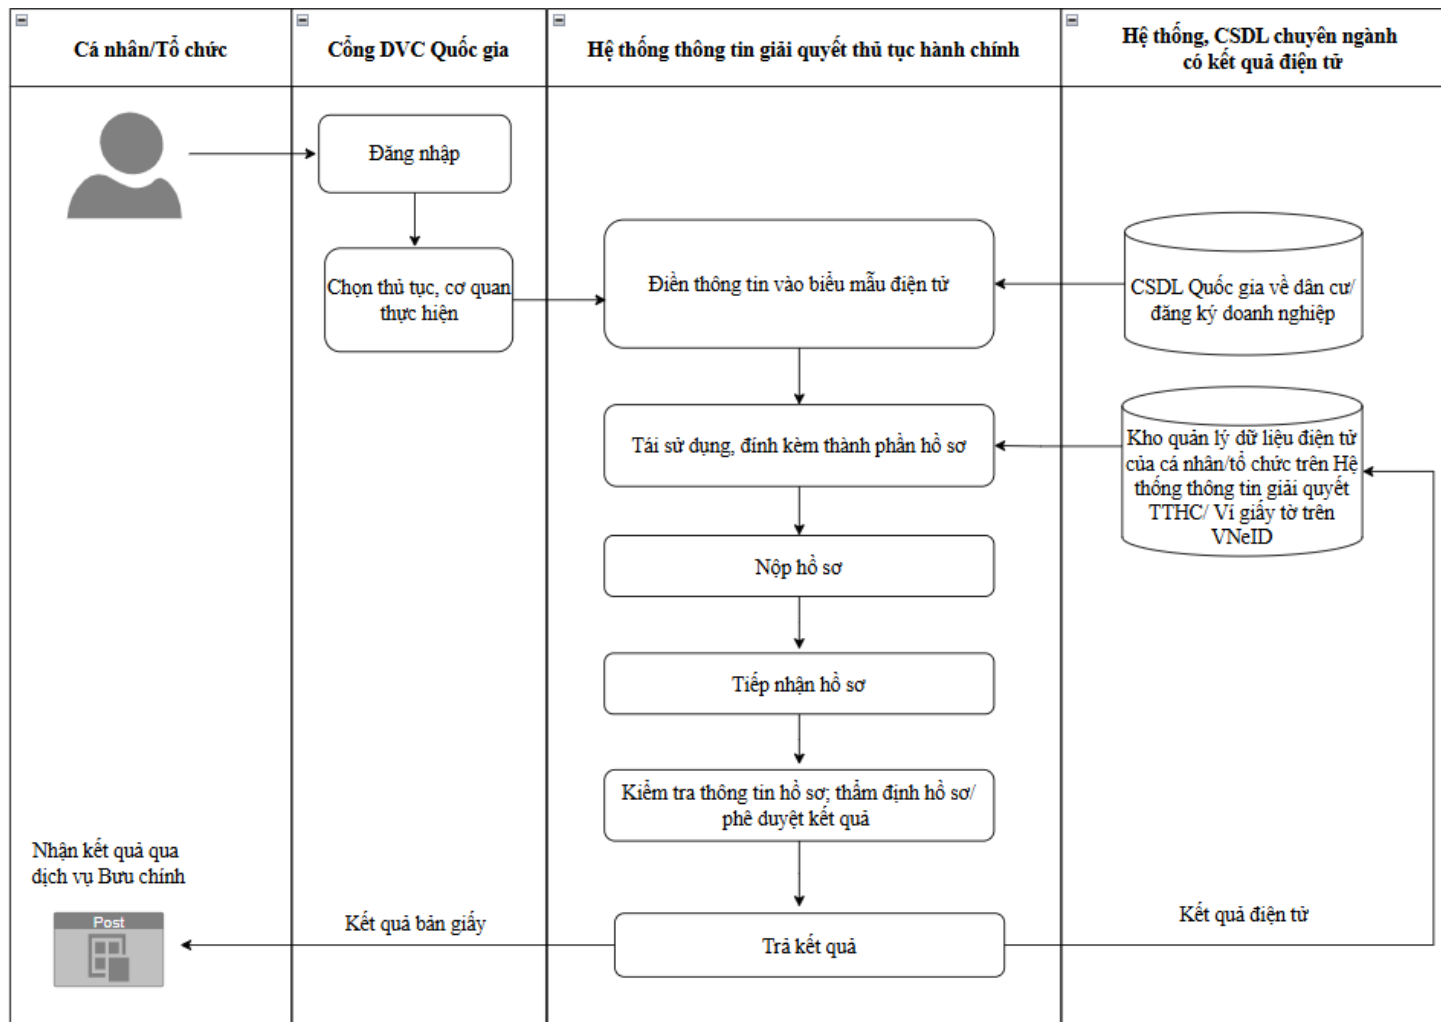 Cá nhân/Tổ chức
Cổng DVC Quốc gia
Hệ thống thông tin giải quyết thủ tục hành chính
Hệ thống, CSDL chuyên ngành
có kết quả điện tử
Đăng nhập
Chọn thủ tục, cơ quan
thực hiện
Điền thông tin vào biểu mẫu điện tử
CSDL Quốc gia về dân cư/
đăng ký doanh nghiệp
Tái sử dụng, đính kèm thành phần hồ sơ
Kho quản lý dữ liệu điện tử
của cá nhân/tổ chức trên Hệ
thống thông tin giải quyết
TTHC/ Ví giấy tờ trên
VNeID
Nộp hồ sơ
Tiếp nhận hồ sơ
Kiểm tra thông tin hồ sơ; thẩm định hồ sơ/
phê duyệt kết quả
Nhận kết quả qua
dịch vụ Bưu chính
Post
Kết quả bản giấy
Trả kết quả
Kết quả điện tử